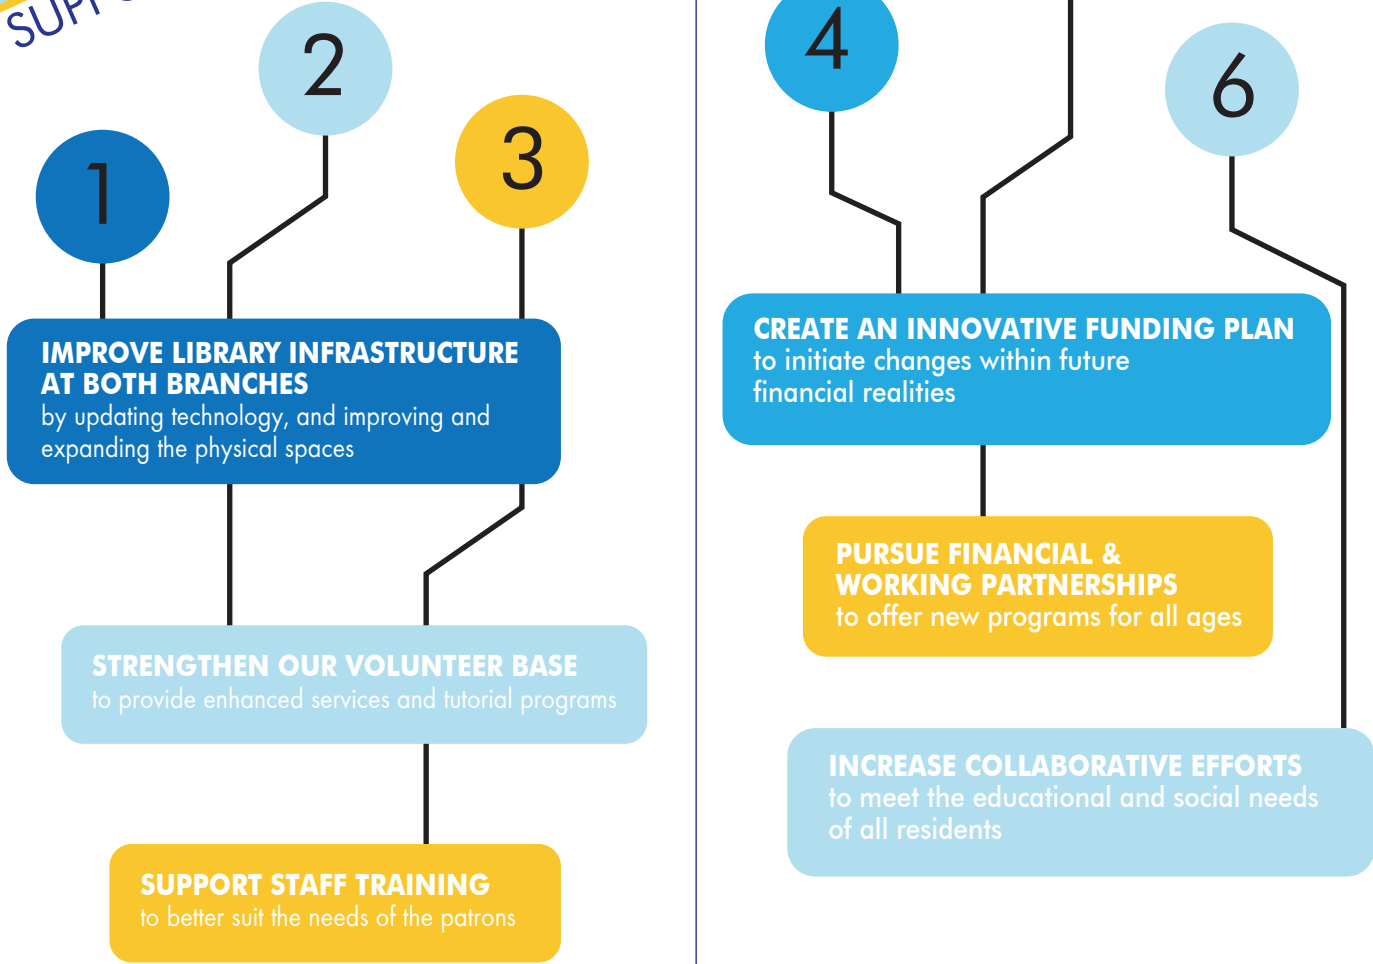 2
3
1
IMPROVE LIBRARY INFRASTRUCTURE
AT BOTH BRANCHES
by updating technology, and improving and
expanding the physical spaces
STRENGTHEN OUR VOLUNTEER BASE
to provide enhanced services and tutorial programs
SUPPORT STAFF TRAINING
to better suit the needs of the patrons
4
6
CREATE AN INNOVATIVE FUNDING PLAN
to initiate changes within future
financial realities
PURSUE FINANCIAL &
WORKING PARTNERSHIPS
to offer new programs for all ages
INCREASE COLLABORATIVE EFFORTS
to meet the educational and social needs
of all residents